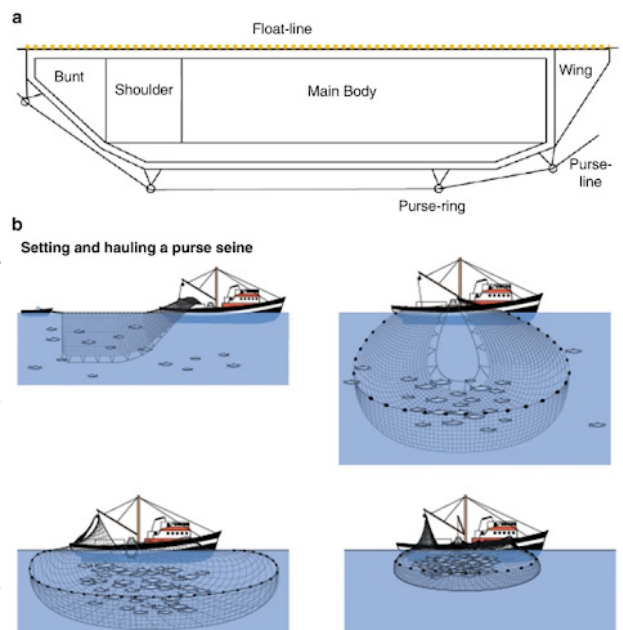 a
Float-line
Bunt
Shoulder
Main Body
Wing
Purse-
line
Purse-ring
b
Setting and hauling a purse seine